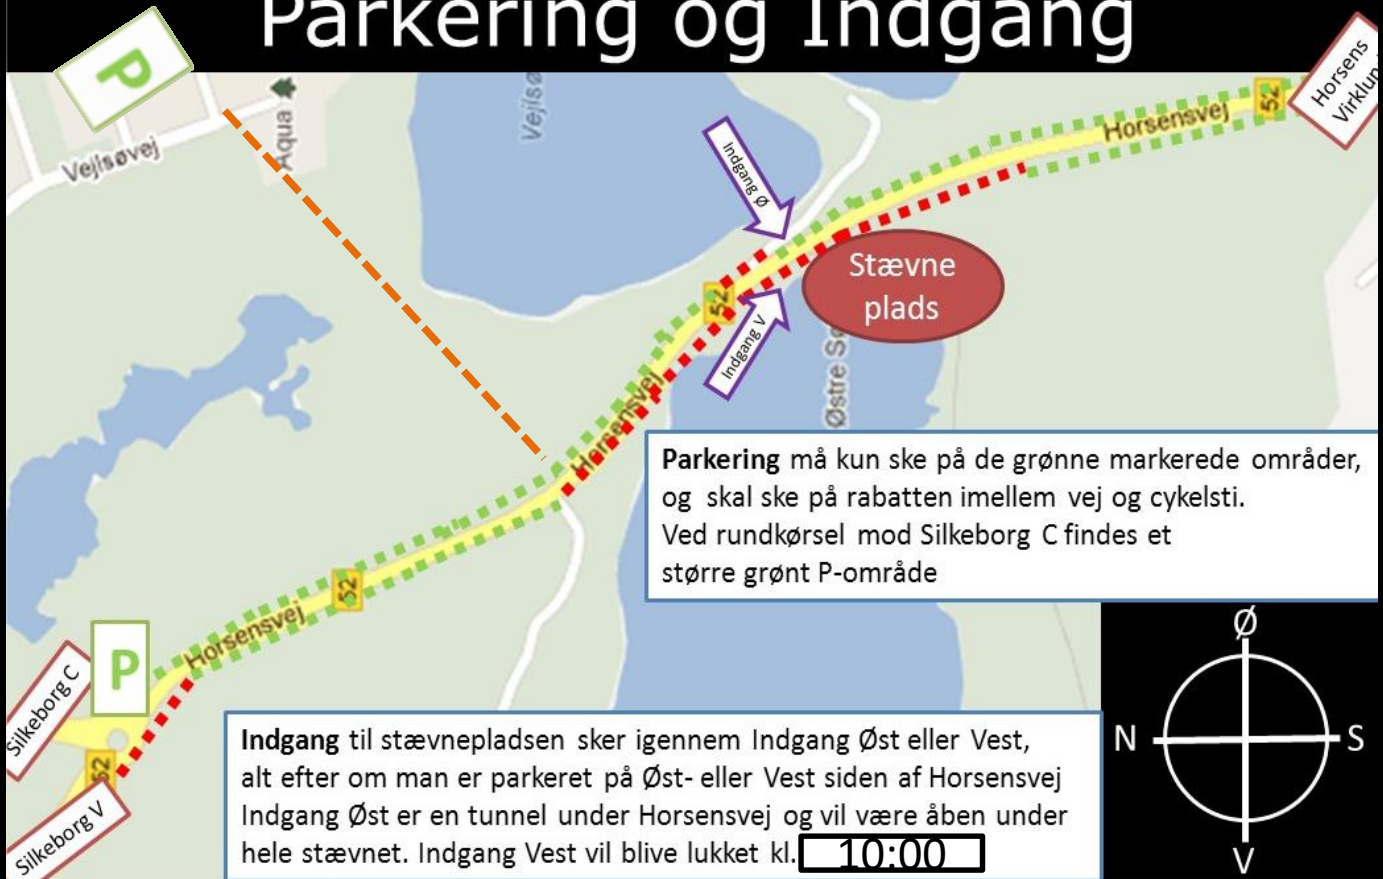 Parkering og Indgang
P
Vejlsøvej
Aqua
Vejlsø
Horsensvej
52
Horsens
Virklun
Indgang Ø
Stævne
plads
52
Indgang V
Østre Sø
Horsensvej
Parkering må kun ske på de grønne markerede områder,
og skal ske på rabatten imellem vej og cykelsti.
Ved rundkørsel mod Silkeborg C findes et
større grønt P-område
52
Horsensvej
P
Silkeborg C
52
Silkeborg V
Indgang til stævnepladsen sker igennem Indgang Øst eller Vest,
alt efter om man er parkeret på Øst- eller Vest siden af Horsensvej
Indgang Øst er en tunnel under Horsensvej og vil være åben under
hele stævnet. Indgang Vest vil blive lukket kl. 10:00
Ø
N
S
V